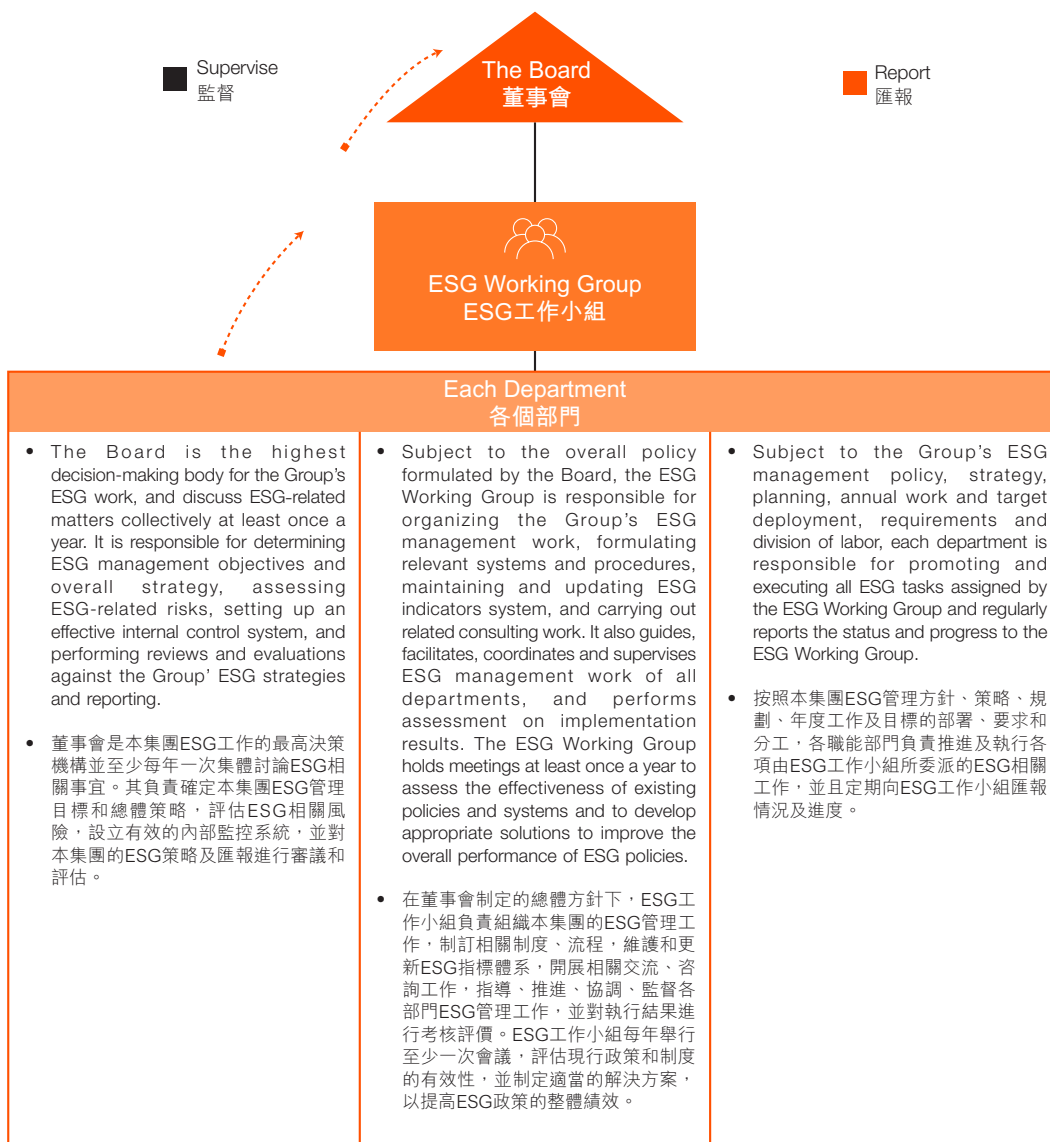 Supervise
監督
The Board
董事會
Report
匯報
ESG Working Group
ESG工作小組
Each Department
各個部門
• The Board is the highest
decision-making body for the Group's
ESG work, and discuss ESG-related
matters collectively at least once a
year. It is responsible for determining
ESG management objectives and
overall strategy, assessing
ESG-related risks, setting up an
effective internal control system, and
performing reviews and evaluations
against the Group' ESG strategies
and reporting.
• 董事會是本集團ESG工作的最高決策
機構並至少每年一次集體討論ESG相
關事宜。其負責確定本集團ESG管理
目標和總體策略，評估ESG相關風
險，設立有效的內部監控系統，並對
本集團的ESG策略及匯報進行審議和
評估。
• Subject to the overall policy
formulated by the Board, the ESG
Working Group is responsible for
organizing the Group's ESG
management work, formulating
relevant systems and procedures,
maintaining and updating ESG
indicators system, and carrying out
related consulting work. It also guides,
facilitates, coordinates and supervises
ESG management work of all
departments, and performs
assessment on implementation
results. The ESG Working Group
holds meetings at least once a year to
assess the effectiveness of existing
policies and systems and to develop
appropriate solutions to improve the
overall performance of ESG policies.
• 在董事會制定的總體方針下，ESG工
作小組負責組織本集團的ESG管理工
作，制訂相關制度、流程，維護和更
新ESG指標體系，開展相關交流、咨
詢工作，指導、推進、協調、監督各
部門ESG管理工作，並對執行結果進
行考核評價。ESG工作小組每年舉行
至少一次會議，評估現行政策和制度
的有效性，並制定適當的解決方案，
以提高ESG政策的整體績效。
• Subject to the Group's ESG
management policy, strategy,
planning, annual work and target
deployment, requirements and
division of labor, each department is
responsible for promoting and
executing all ESG tasks assigned by
the ESG Working Group and regularly
reports the status and progress to the
ESG Working Group.
• 按照本集團ESG管理方針、策略、規
劃、年度工作及目標的部署、要求和
分工，各職能部門負責推進及執行各
項由ESG工作小組所委派的ESG相關
工作，並且定期向ESG工作小組匯報
情況及進度。